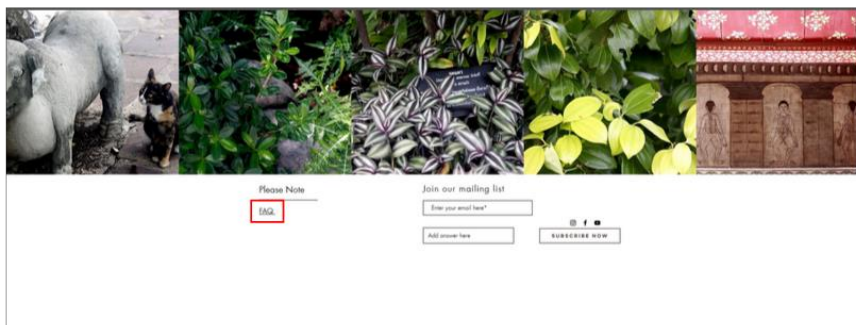 Please Note
FAQ
Join our mailing list
Enter your email here*
Add answer here
SUBSCRIBE NOW